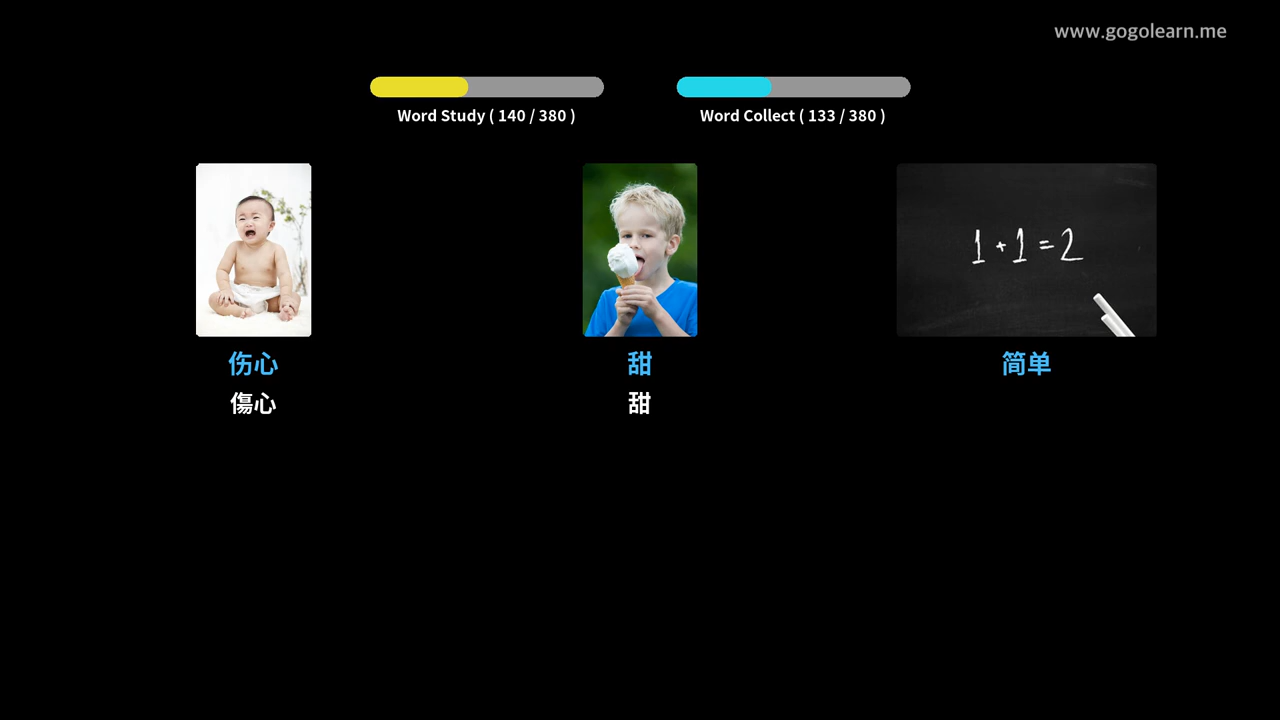 www.gogolearn.me
Word Study ( 140 / 380 )
Word Collect ( 133 / 380 )
1 + 1 = 2
伤心
甜
简单
傷心
甜